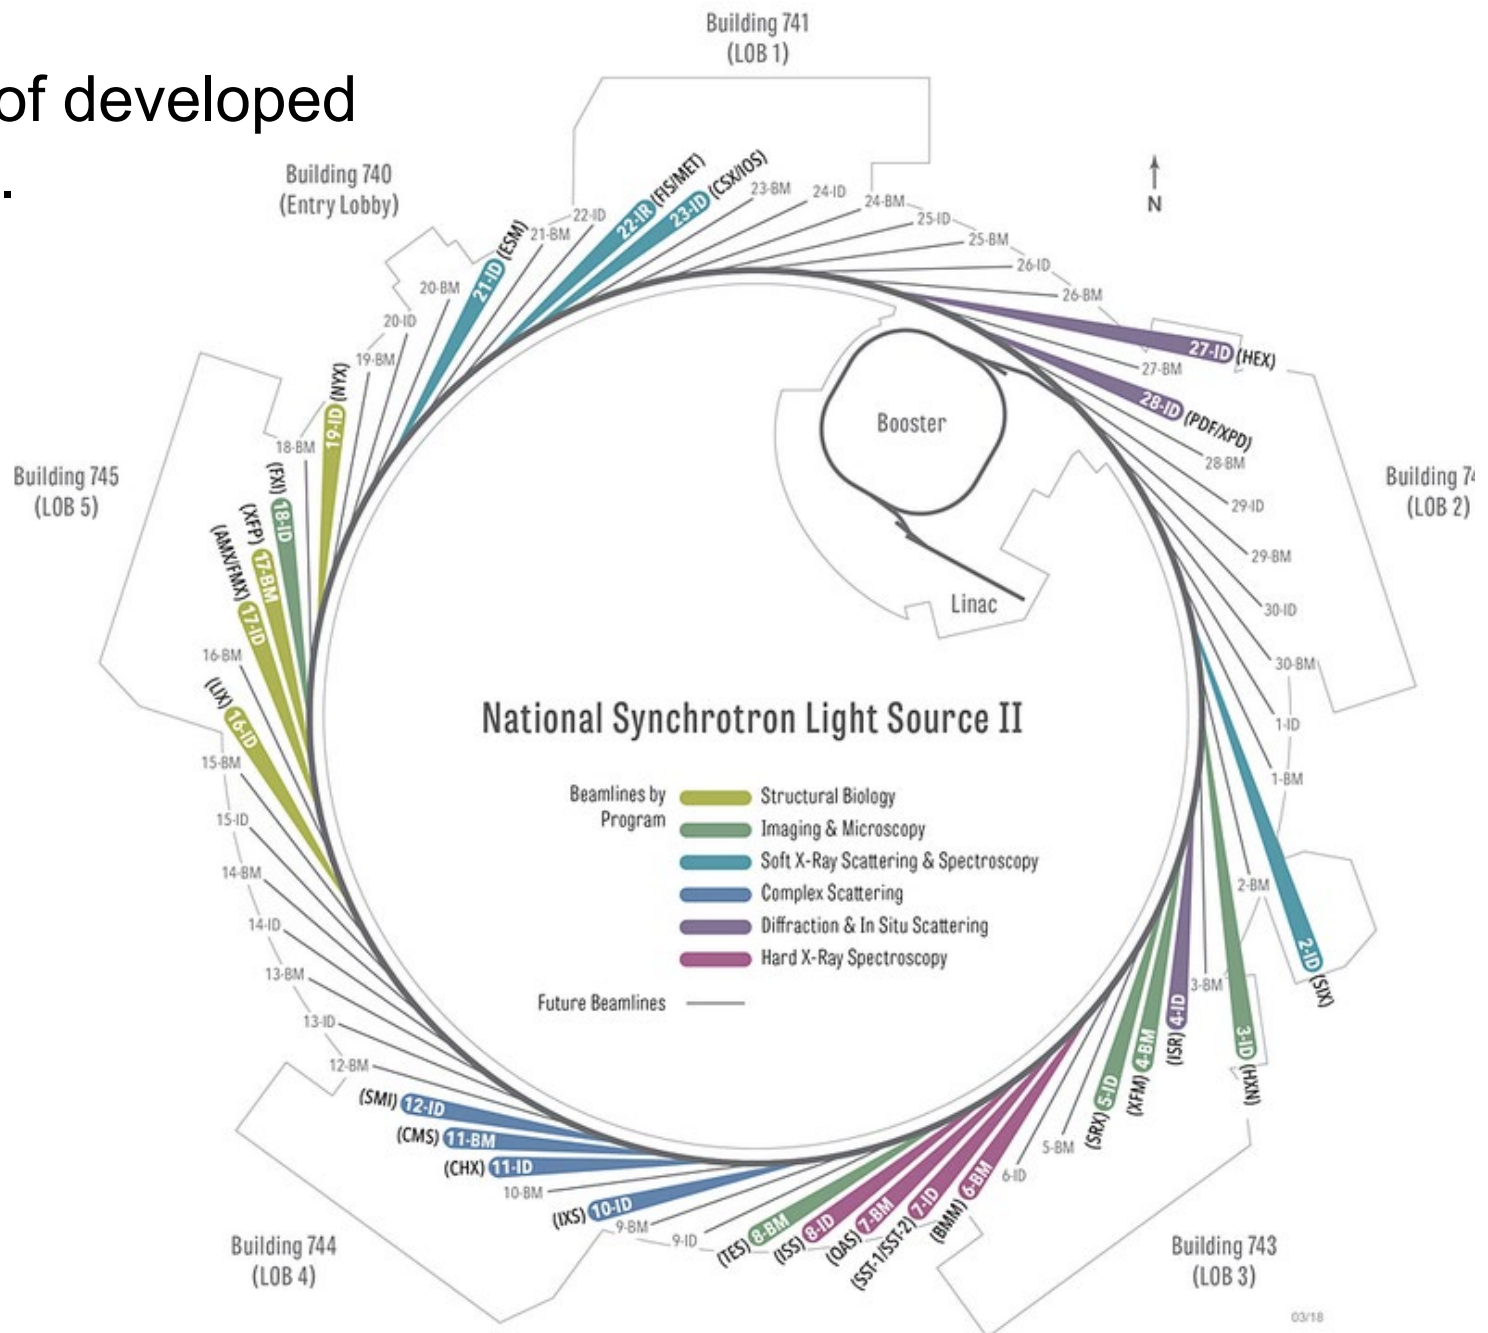 of developed
.
Building 741
(LOB 1)
Building 740
(Entry Lobby)
N
21-ID (ESM)
21-BM
22-ID
22-IR (FIS/MET)
23-ID (CSX/IOS)
23-BM
24-ID
24-BM
25-ID
25-BM
26-ID
26-BM
27-ID (HEX)
27-BM
28-ID (PDF/XPD)
28-BM
29-ID
29-BM
30-ID
30-BM
1-ID
1-BM
20-BM
20-ID
19-BM
19-ID (NYX)
18-BM
(FXI) 18-ID
(XFP) 17-BM
(AMX/FMX) 17-ID
16-BM
(LIX) 16-ID
15-BM
15-ID
14-BM
14-ID
13-BM
13-ID
12-BM
Building 745
(LOB 5)
Building 74
(LOB 2)
Booster
Linac
National Synchrotron Light Source II
Beamlines by
Program
Structural Biology
Imaging & Microscopy
Soft X-Ray Scattering & Spectroscopy
Complex Scattering
Diffraction & In Situ Scattering
Hard X-Ray Spectroscopy
Future Beamlines
2-BM
2-ID (SIX)
3-BM
3-ID (HXN)
(ISR) 4-ID
(XFM) 4-BM
(SRX) 5-ID
5-BM
6-ID
(BMM) 6-BM
(SST-1/SST-2) 7-ID
(QAS) 7-BM
(ISS) 8-ID
(TES) 8-BM
9-ID
9-BM
(IXS) 10-ID
10-BM
(CHX) 11-ID
(CMS) 11-BM
(SMI) 12-ID
Building 744
(LOB 4)
Building 743
(LOB 3)
03/18